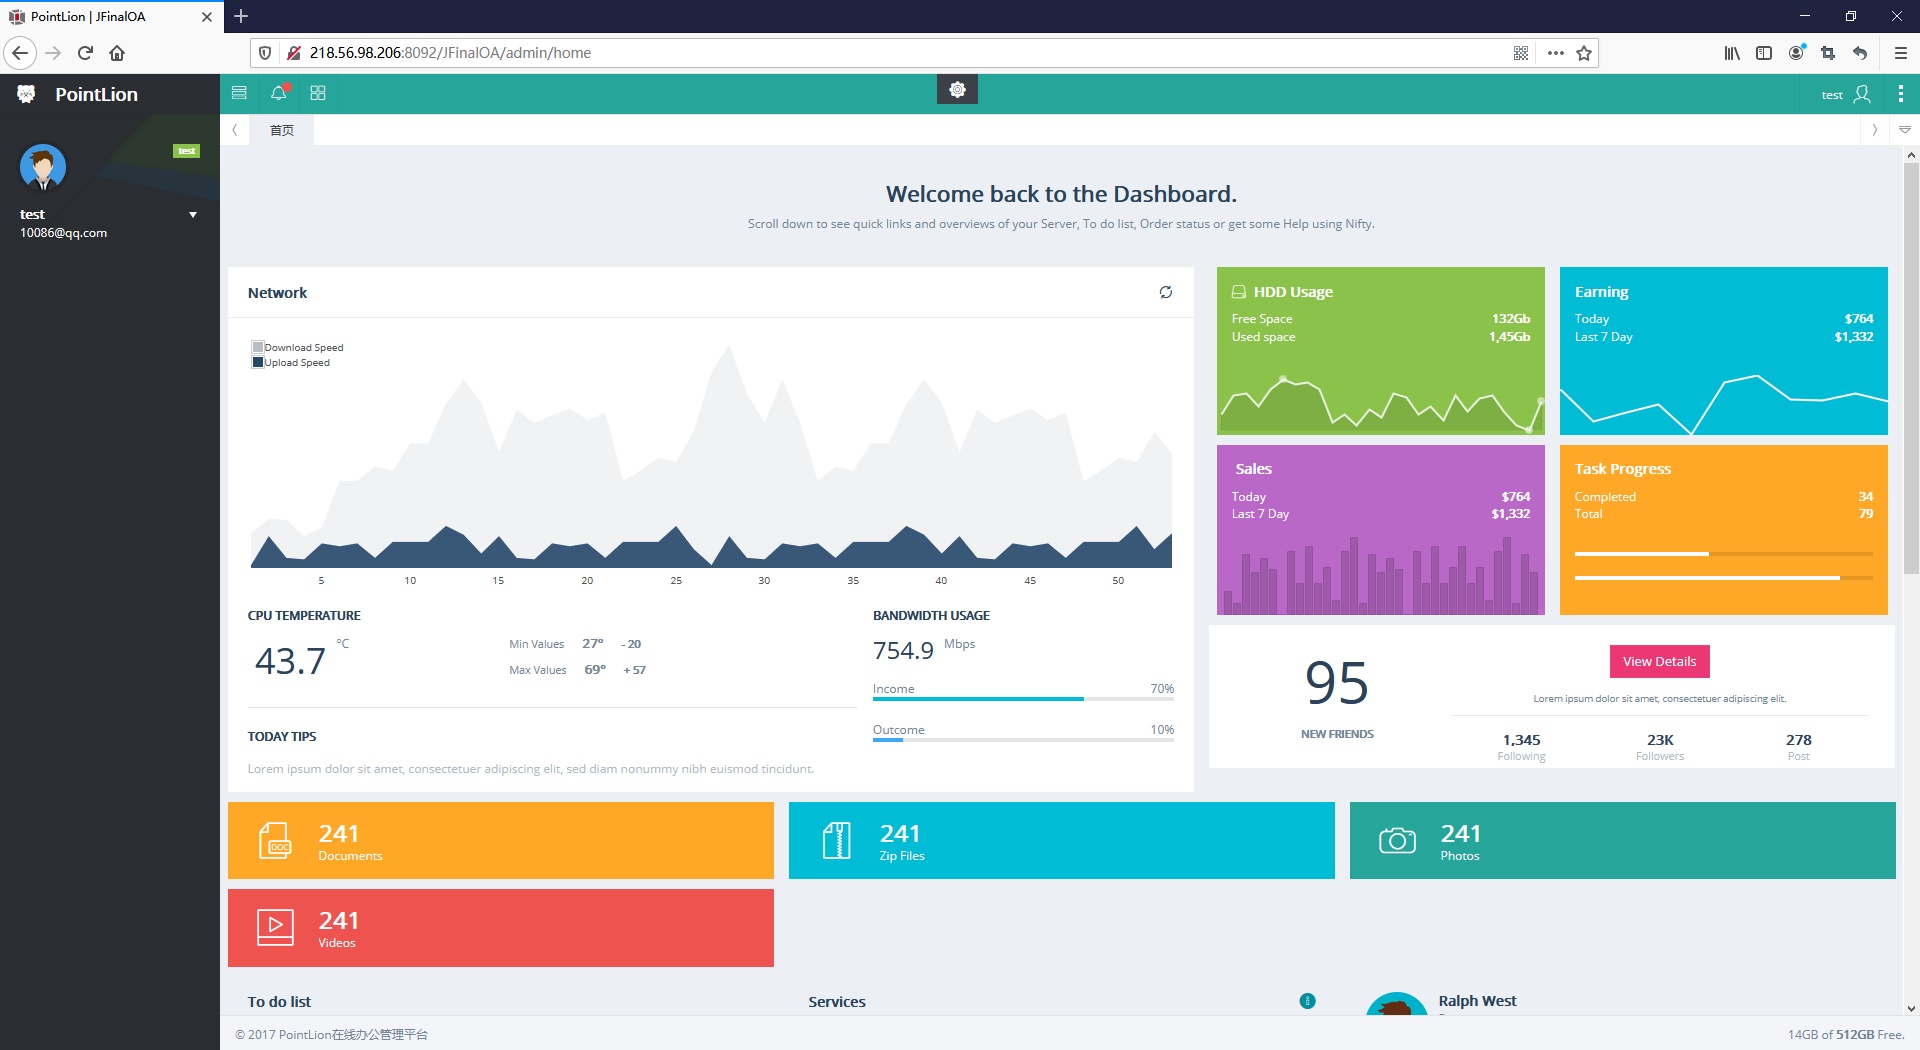 PointLion | JFinalOA
218.56.98.206:8092/JFinalOA/admin/home
PointLion
test
首页
test
test
10086@qq.com
Welcome back to the Dashboard.
Scroll down to see quick links and overviews of your Server, To do list, Order status or get some Help using Nifty.
Network
Download Speed
Upload Speed
5 10 15 20 25 30 35 40 45 50
CPU TEMPERATURE
43.7 °C
Min Values 27° - 20
Max Values 69° + 57
TODAY TIPS
Lorem ipsum dolor sit amet, consectetuer adipiscing elit, sed diam nonummy nibh euismod tincidunt.
BANDWIDTH USAGE
754.9 Mbps
Income 70%
Outcome 10%
HDD Usage
Free Space 132Gb
Used space 1,45Gb
Earning
Today $764
Last 7 Day $1,332
Sales
Today $764
Last 7 Day $1,332
Task Progress
Completed 34
Total 79
95
NEW FRIENDS
View Details
Lorem ipsum dolor sit amet, consectetuer adipiscing elit.
1,345 23K 278
Following Followers Post
DOC
241
Documents
241
Zip Files
241
Photos
241
Videos
To do list
Services
Ralph West
© 2017 PointLion在线办公管理平台
14GB of 512GB Free.